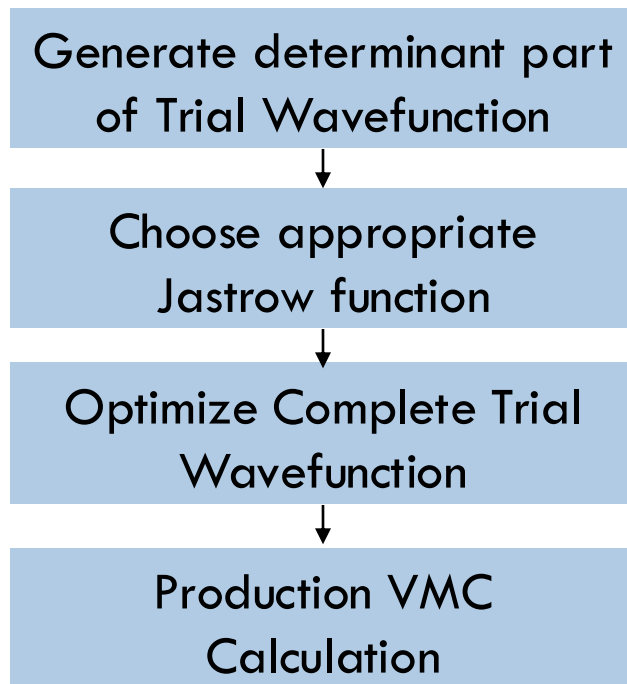 Generate determinant part
of Trial Wavefunction
Choose appropriate
Jastrow function
Optimize Complete Trial
Wavefunction
Production VMC
Calculation